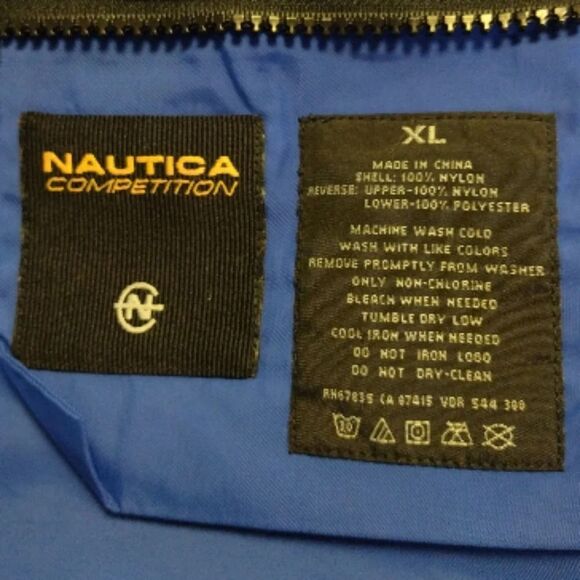 NAUTICA
COMPETITION
XL
MADE IN CHINA
SHELL: 100% NYLON
REVERSE: UPPER-100% NYLON
LOWER-100% POLYESTER
MACHINE WASH COLD
WASH WITH LIKE COLORS
REMOVE PROMPTLY FROM WASHER
ONLY NON-CHLORINE
BLEACH WHEN NEEDED
TUMBLE DRY LOW
COOL IRON WHEN NEEDED
DO NOT IRON LOGO
DO NOT DRY-CLEAN
RN67835 CA 07415 VDR 544 300